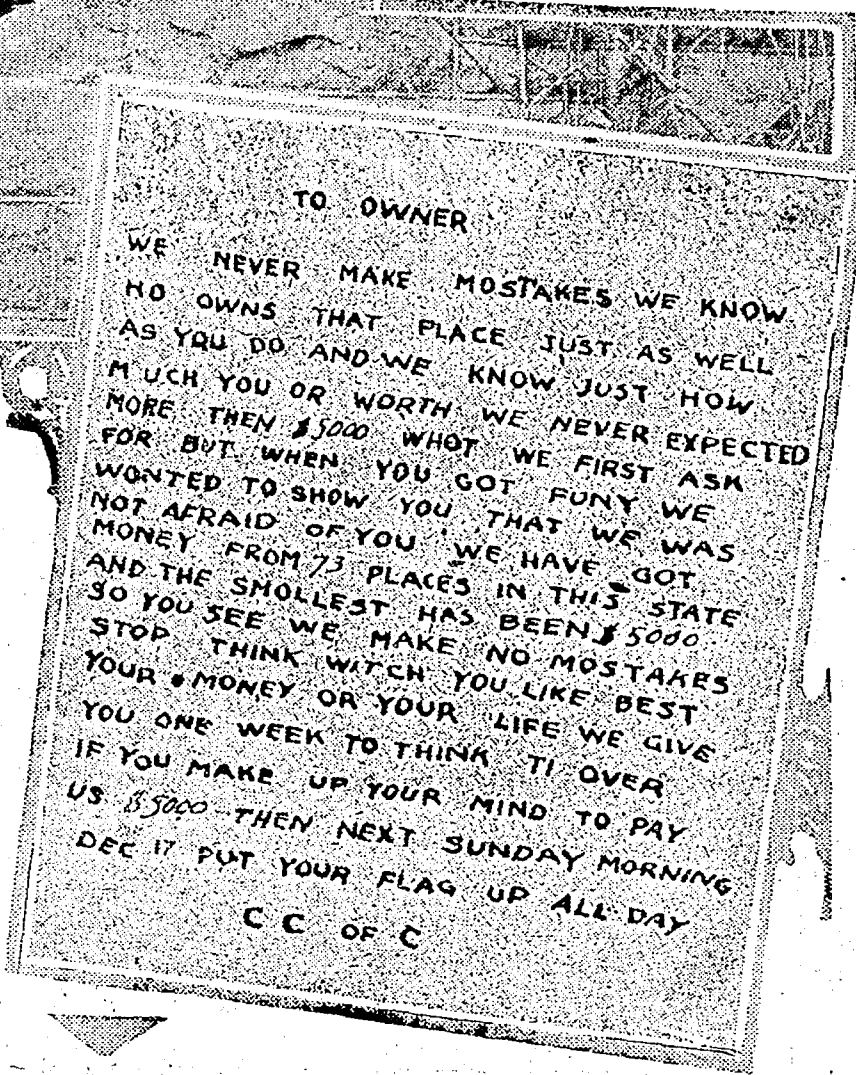 TO OWNER
WE NEVER MAKE MOSTAKES WE KNOW
HO OWNS THAT PLACE JUST AS WELL
AS YOU DO AND WE KNOW JUST HOW
MUCH YOU OR WORTH WE NEVER EXPECTED
MORE THEN $5000 WHOT WE FIRST ASK
FOR BUT WHEN YOU GOT FUNY WE
WONTED TO SHOW YOU THAT WE WAS
NOT AFRAID OF YOU WE HAVE GOT
MONEY FROM 73 PLACES IN THIS STATE
AND THE SMOLLEST HAS BEEN $5000
SO YOU SEE WE MAKE NO MOSTAKES
STOP THINK WITCH YOU LIKE BEST
YOUR MONEY OR YOUR LIFE WE GIVE
YOU ONE WEEK TO THINK TI OVER
IF YOU MAKE UP YOUR MIND TO PAY
US $5000 THEN NEXT SUNDAY MORNING
DEC 17 PUT YOUR FLAG UP ALL DAY
C C OF C